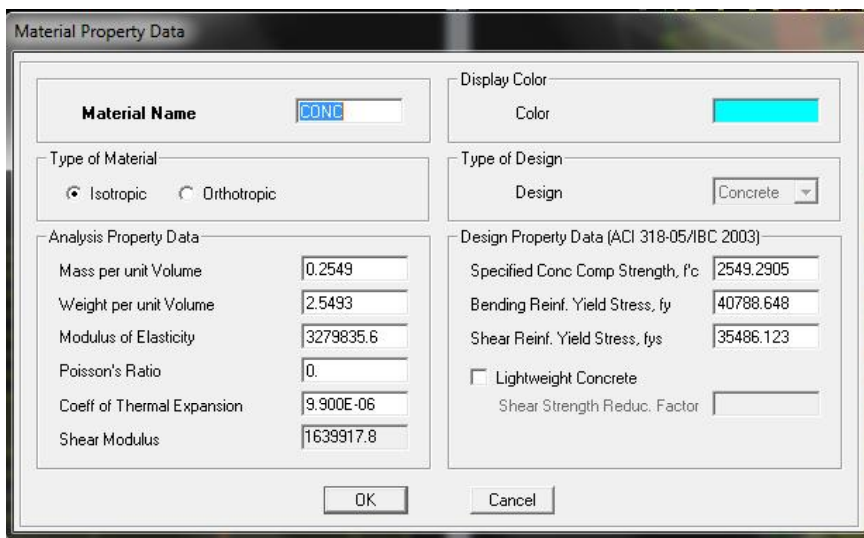 Material Property Data
Material Name
CONC
Display Color
Color
Type of Material
Isotropic Orthotropic
Type of Design
Design Concrete
Analysis Property Data
Mass per unit Volume 0.2549
Weight per unit Volume 2.5493
Modulus of Elasticity 3279835.6
Poisson's Ratio 0.
Coeff of Thermal Expansion 9.900E-06
Shear Modulus 1639917.8
Design Property Data (ACI 318-05/IBC 2003)
Specified Conc Comp Strength, f'c 2549.2905
Bending Reinf. Yield Stress, fy 40788.648
Shear Reinf. Yield Stress, fys 35486.123
Lightweight Concrete
Shear Strength Reduc. Factor
OK Cancel